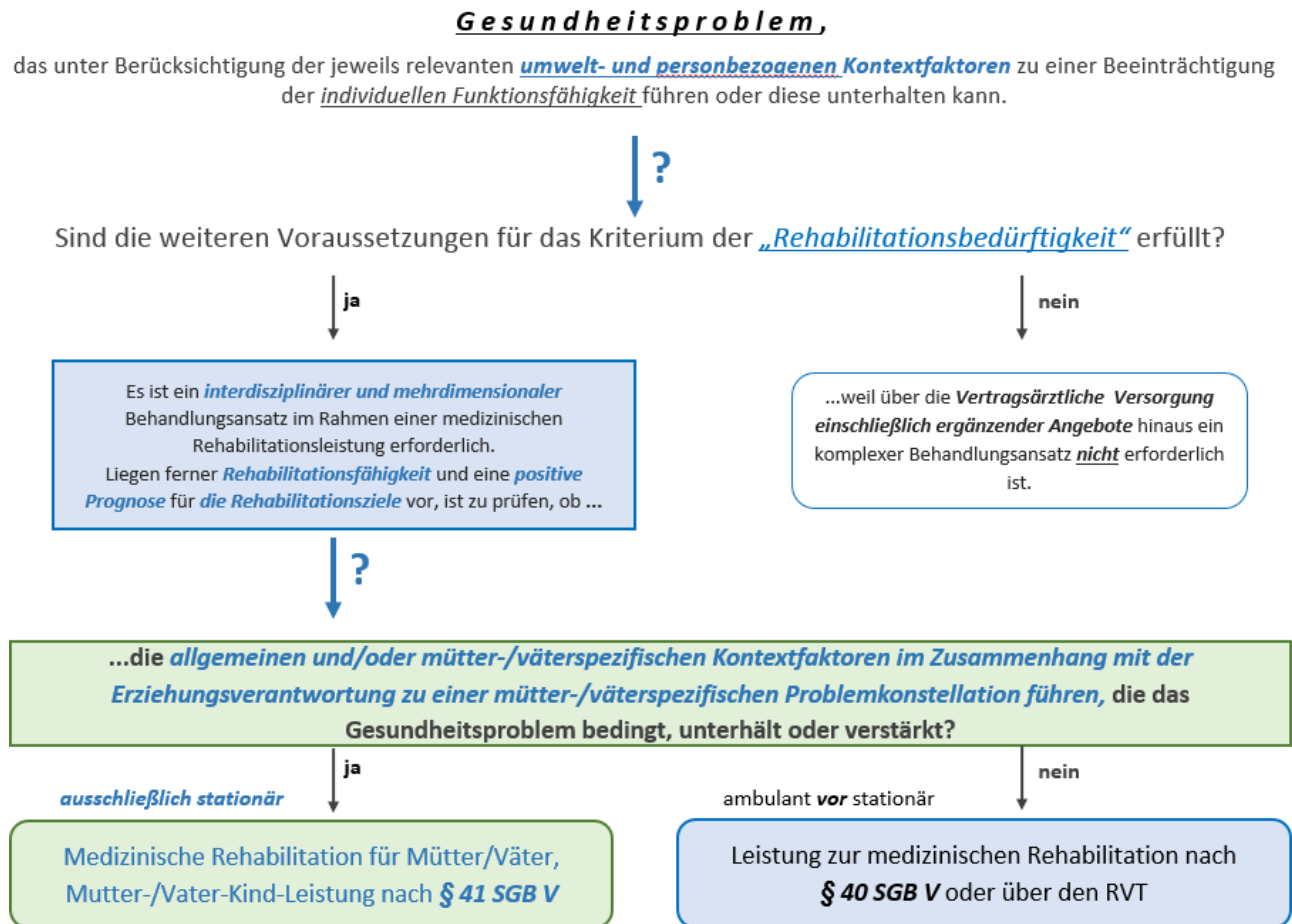 Gesundheitsproblem,
das unter Berücksichtigung der jeweils relevanten umwelt- und personbezogenen Kontextfaktoren zu einer Beeinträchtigung
der individuellen Funktionsfähigkeit führen oder diese unterhalten kann.
?
Sind die weiteren Voraussetzungen für das Kriterium der „Rehabilitationsbedürftigkeit“ erfüllt?
ja
nein
Es ist ein interdisziplinärer und mehrdimensionaler
Behandlungsansatz im Rahmen einer medizinischen
Rehabilitationsleistung erforderlich.
Liegen ferner Rehabilitationsfähigkeit und eine positive
Prognose für die Rehabilitationsziele vor, ist zu prüfen, ob ...
...weil über die Vertragsärztliche Versorgung
einschließlich ergänzender Angebote hinaus ein
komplexer Behandlungsansatz nicht erforderlich
ist.
?
...die allgemeinen und/oder mütter-/väterspezifischen Kontextfaktoren im Zusammenhang mit der
Erziehungsverantwortung zu einer mütter-/väterspezifischen Problemkonstellation führen, die das
Gesundheitsproblem bedingt, unterhält oder verstärkt?
ja
nein
ausschließlich stationär
ambulant vor stationär
Medizinische Rehabilitation für Mütter/Väter,
Mutter-/Vater-Kind-Leistung nach § 41 SGB V
Leistung zur medizinischen Rehabilitation nach
§ 40 SGB V oder über den RVT